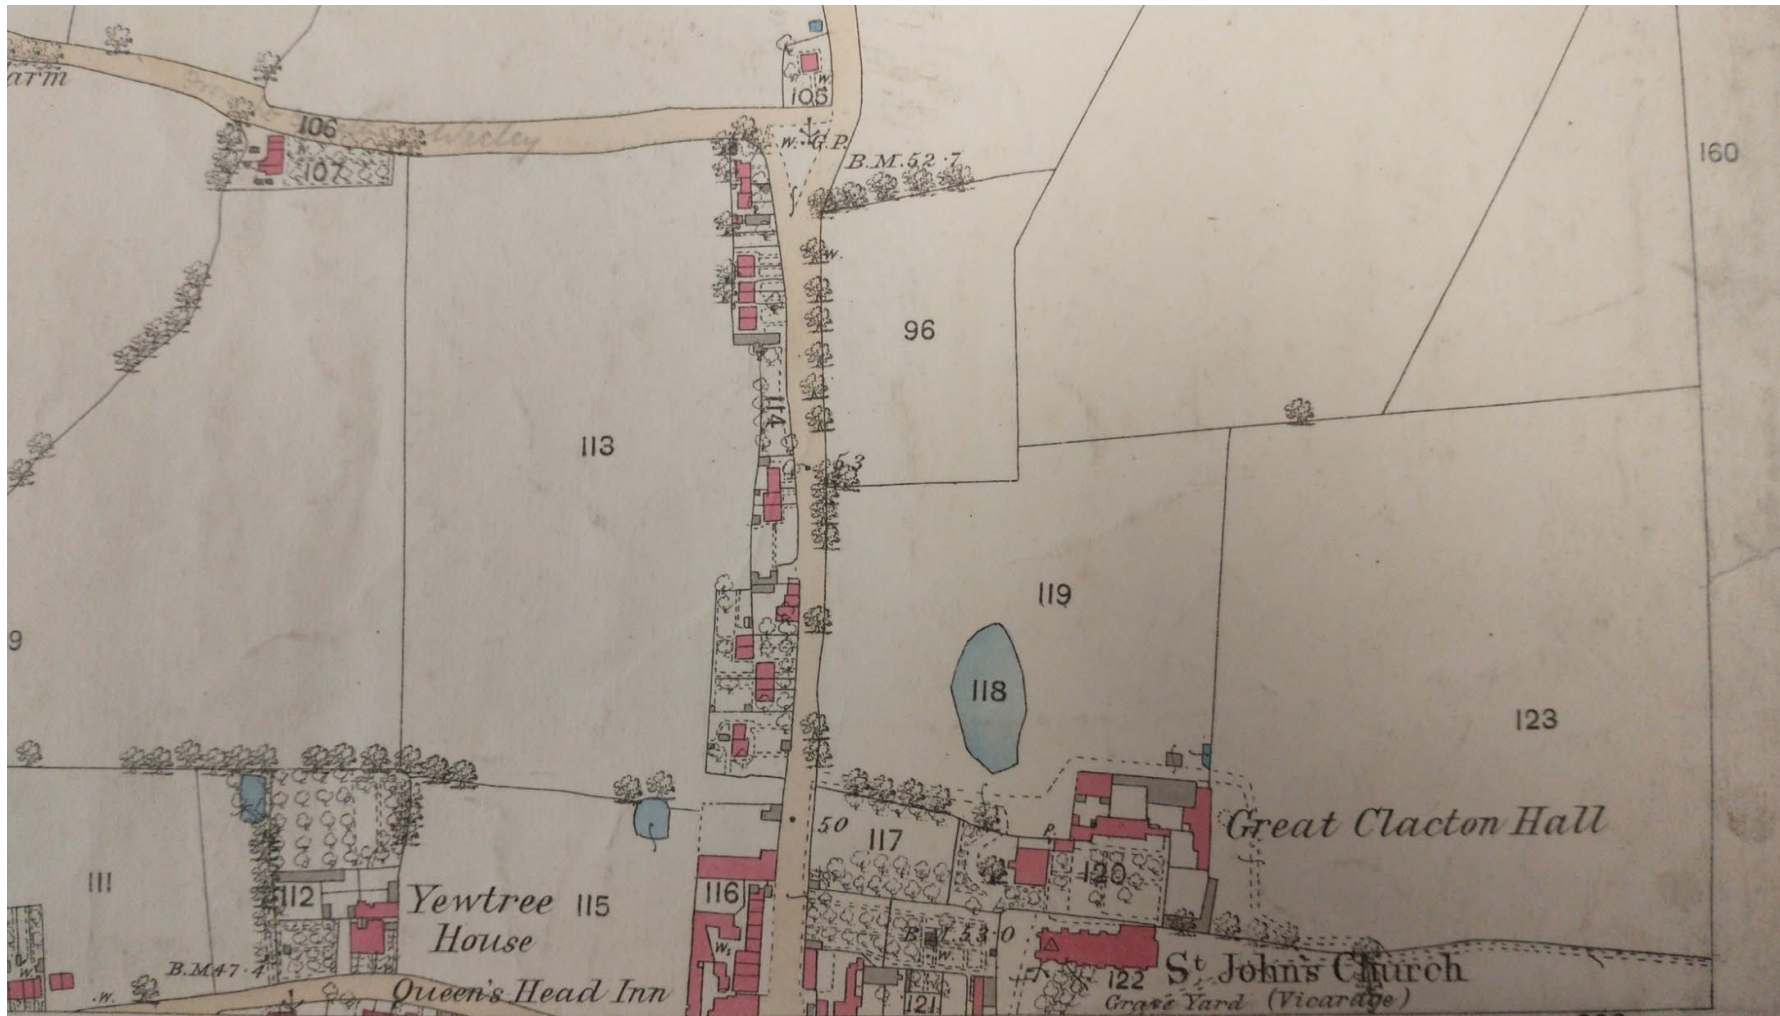 arm
105
106
Weeley
W. G.P.
B.M. 52·7
107
160
W.
W.
96
114
113
53
119
9
118
123
50
117
Great Clacton Hall
P.
111
112
Yewtree
House
115
116
120
B.M. 53·0
W.
W.
B.M 47·4
W
.W.
Queen's Head Inn
121
122
St John's Church
Grave Yard (Vicarage)